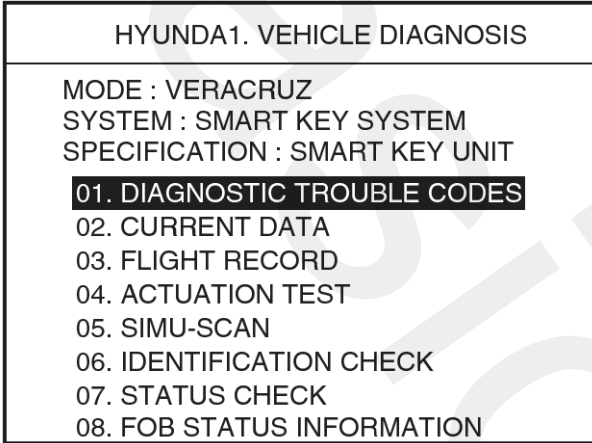 HYUNDA1. VEHICLE DIAGNOSIS
MODE : VERACRUZ
SYSTEM : SMART KEY SYSTEM
SPECIFICATION : SMART KEY UNIT
01. DIAGNOSTIC TROUBLE CODES
02. CURRENT DATA
03. FLIGHT RECORD
04. ACTUATION TEST
05. SIMU-SCAN
06. IDENTIFICATION CHECK
07. STATUS CHECK
08. FOB STATUS INFORMATION